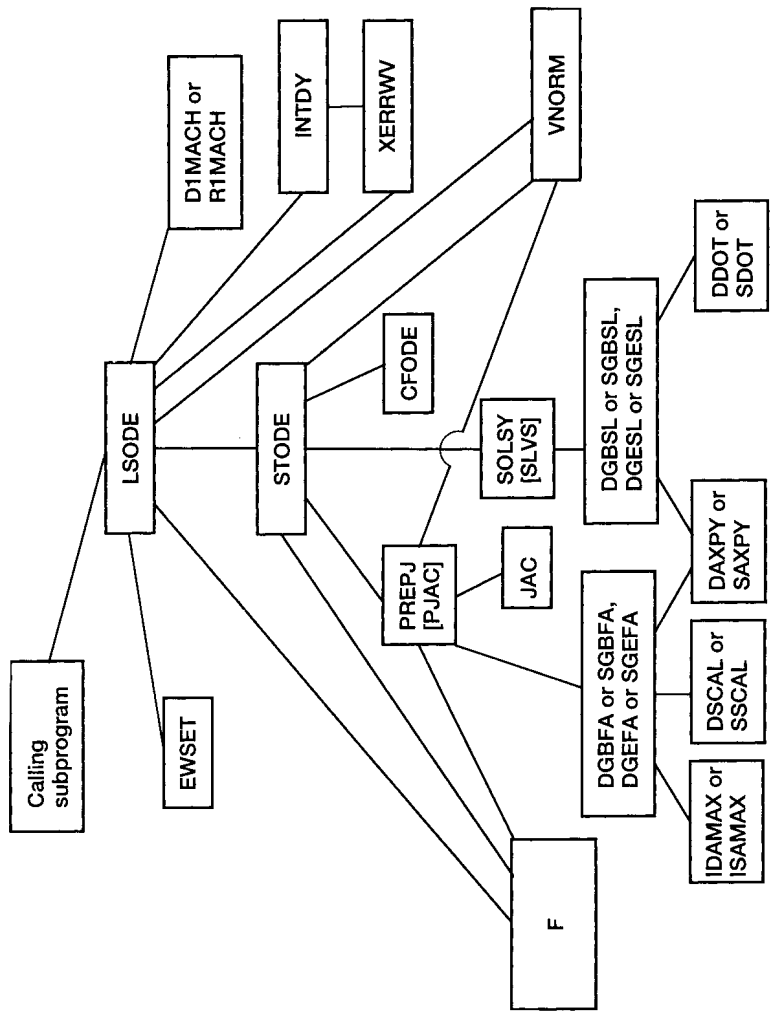 Calling
subprogram
LSODE
EWSET
D1MACH or
R1MACH
INTDY
XERRWV
STODE
CFODE
VNORM
PREPJ
[PJAC]
SOLSY
[SLVS]
JAC
F
DGBFA or SGBFA,
DGEFA or SGEFA
DGBSL or SGBSL,
DGESL or SGESL
IDAMAX or
ISAMAX
DSCAL or
SSCAL
DAXPY or
SAXPY
DDOT or
SDOT